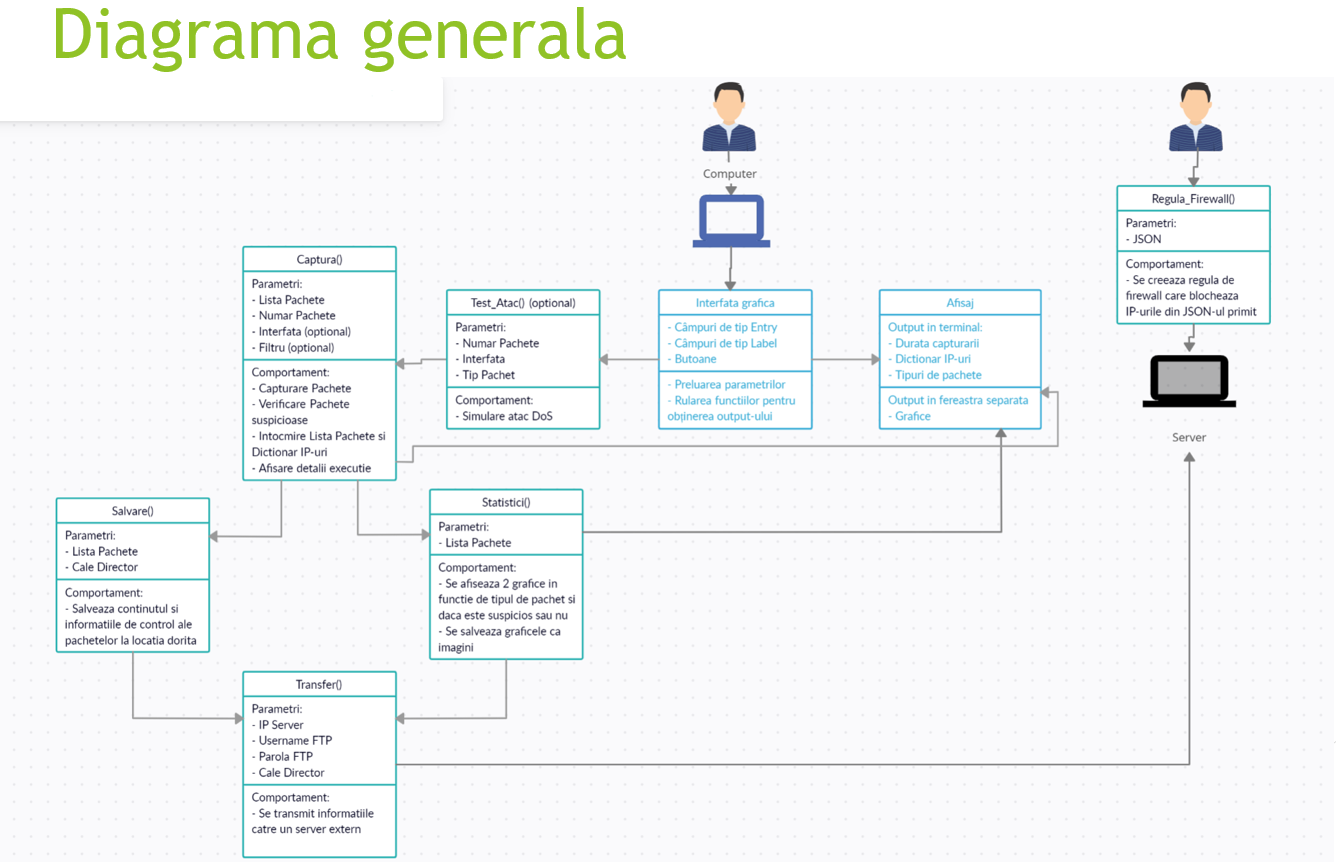 Diagrama generala
Computer
Regula_Firewall()
Parametri:
- JSON
Comportament:
- Se creeaza regula de
firewall care blocheaza
IP-urile din JSON-ul primit
Server
Captura()
Parametri:
- Lista Pachete
- Numar Pachete
- Interfata (optional)
- Filtru (optional)
Comportament:
- Capturare Pachete
- Verificare Pachete
suspicioase
- Intocmire Lista Pachete si
Dictionar IP-uri
- Afisare detalii executie
Test_Atac() (optional)
Parametri:
- Numar Pachete
- Interfata
- Tip Pachet
Comportament:
- Simulare atac DoS
Interfata grafica
- Câmpuri de tip Entry
- Câmpuri de tip Label
- Butoane
- Preluarea parametrilor
- Rularea functiilor pentru
obținerea output-ului
Afisaj
Output in terminal:
- Durata capturarii
- Dictionar IP-uri
- Tipuri de pachete
Output in fereastra separata
- Grafice
Salvare()
Parametri:
- Lista Pachete
- Cale Director
Comportament:
- Salveaza continutul si
informatiile de control ale
pachetelor la locatia dorita
Statistici()
Parametri:
- Lista Pachete
Comportament:
- Se afiseaza 2 grafice in
functie de tipul de pachet si
daca este suspicios sau nu
- Se salveaza graficele ca
imagini
Transfer()
Parametri:
- IP Server
- Username FTP
- Parola FTP
- Cale Director
Comportament:
- Se transmit informatiile
catre un server extern